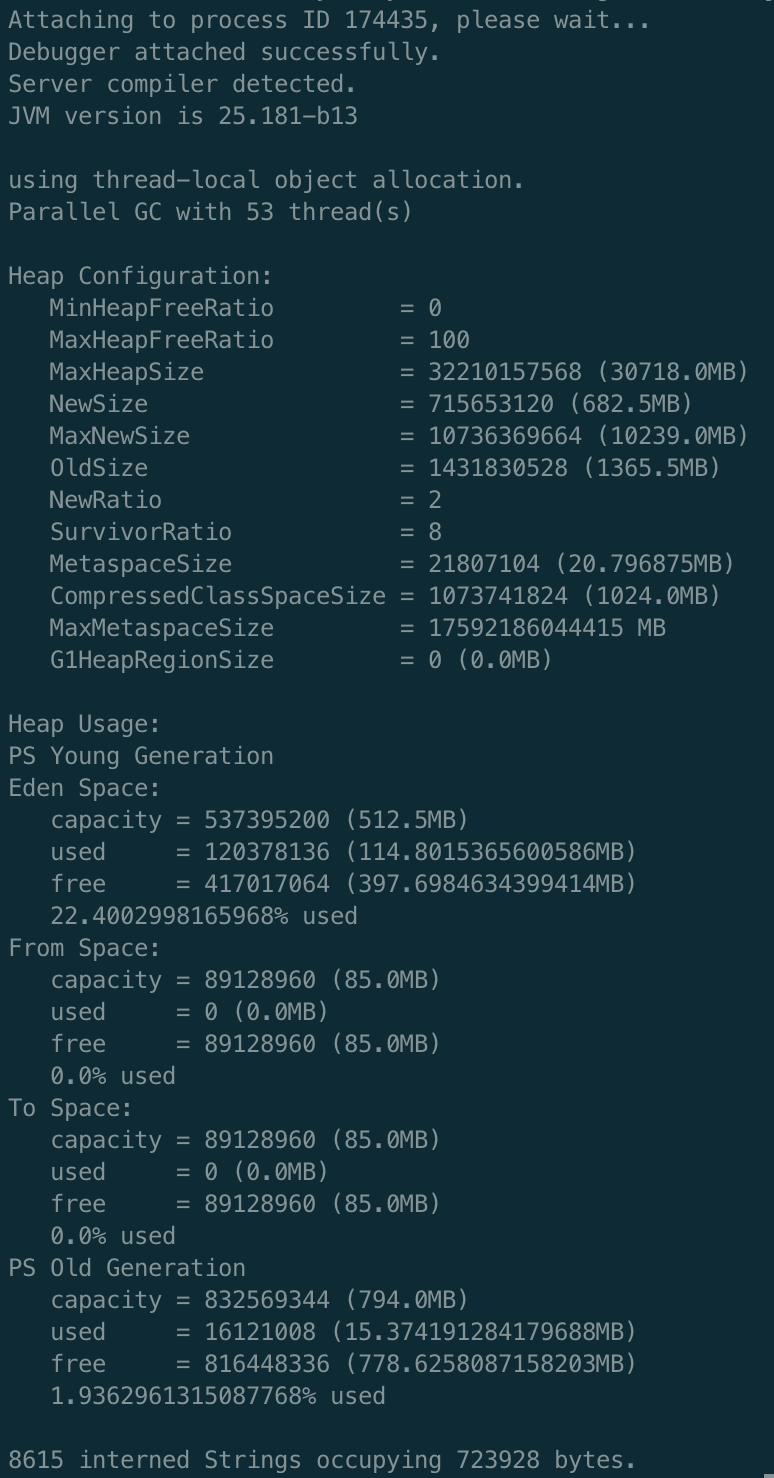 Attaching to process ID 174435, please wait...
Debugger attached successfully.
Server compiler detected.
JVM version is 25.181-b13

using thread-local object allocation.
Parallel GC with 53 thread(s)

Heap Configuration:
   MinHeapFreeRatio         = 0
   MaxHeapFreeRatio         = 100
   MaxHeapSize              = 32210157568 (30718.0MB)
   NewSize                  = 715653120 (682.5MB)
   MaxNewSize               = 10736369664 (10239.0MB)
   OldSize                  = 1431830528 (1365.5MB)
   NewRatio                 = 2
   SurvivorRatio            = 8
   MetaspaceSize            = 21807104 (20.796875MB)
   CompressedClassSpaceSize = 1073741824 (1024.0MB)
   MaxMetaspaceSize         = 17592186044415 MB
   G1HeapRegionSize         = 0 (0.0MB)

Heap Usage:
PS Young Generation
Eden Space:
   capacity = 537395200 (512.5MB)
   used     = 120378136 (114.8015365600586MB)
   free     = 417017064 (397.6984634399414MB)
   22.4002998165968% used
From Space:
   capacity = 89128960 (85.0MB)
   used     = 0 (0.0MB)
   free     = 89128960 (85.0MB)
   0.0% used
To Space:
   capacity = 89128960 (85.0MB)
   used     = 0 (0.0MB)
   free     = 89128960 (85.0MB)
   0.0% used
PS Old Generation
   capacity = 832569344 (794.0MB)
   used     = 16121008 (15.374191284179688MB)
   free     = 816448336 (778.6258087158203MB)
   1.9362961315087768% used

8615 interned Strings occupying 723928 bytes.